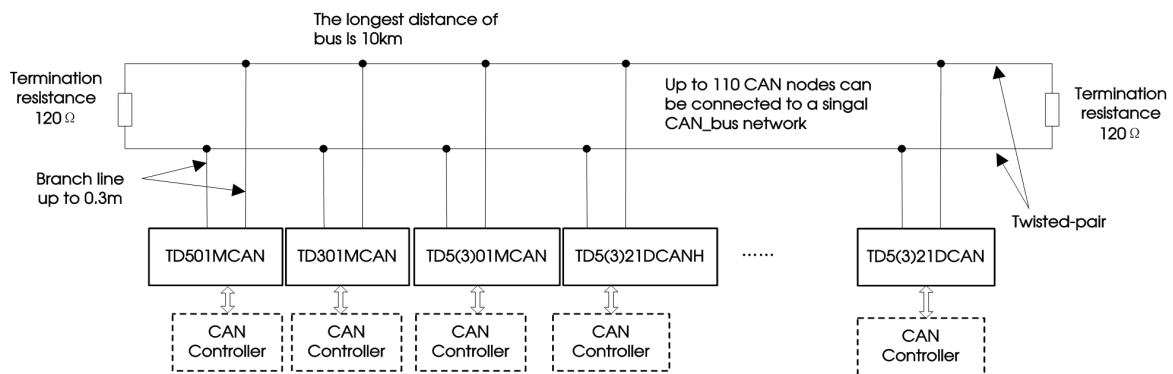 The longest distance of
bus is 10km
Termination
resistance
120Ω
Up to 110 CAN nodes can
be connected to a singal
CAN_bus network
Termination
resistance
120Ω
Branch line
up to 0.3m
Twisted-pair
TD501MCAN
TD301MCAN
TD5(3)01MCAN
TD5(3)21DCANH
······
TD5(3)21DCAN
CAN
Controller
CAN
Controller
CAN
Controller
CAN
Controller
CAN
Controller